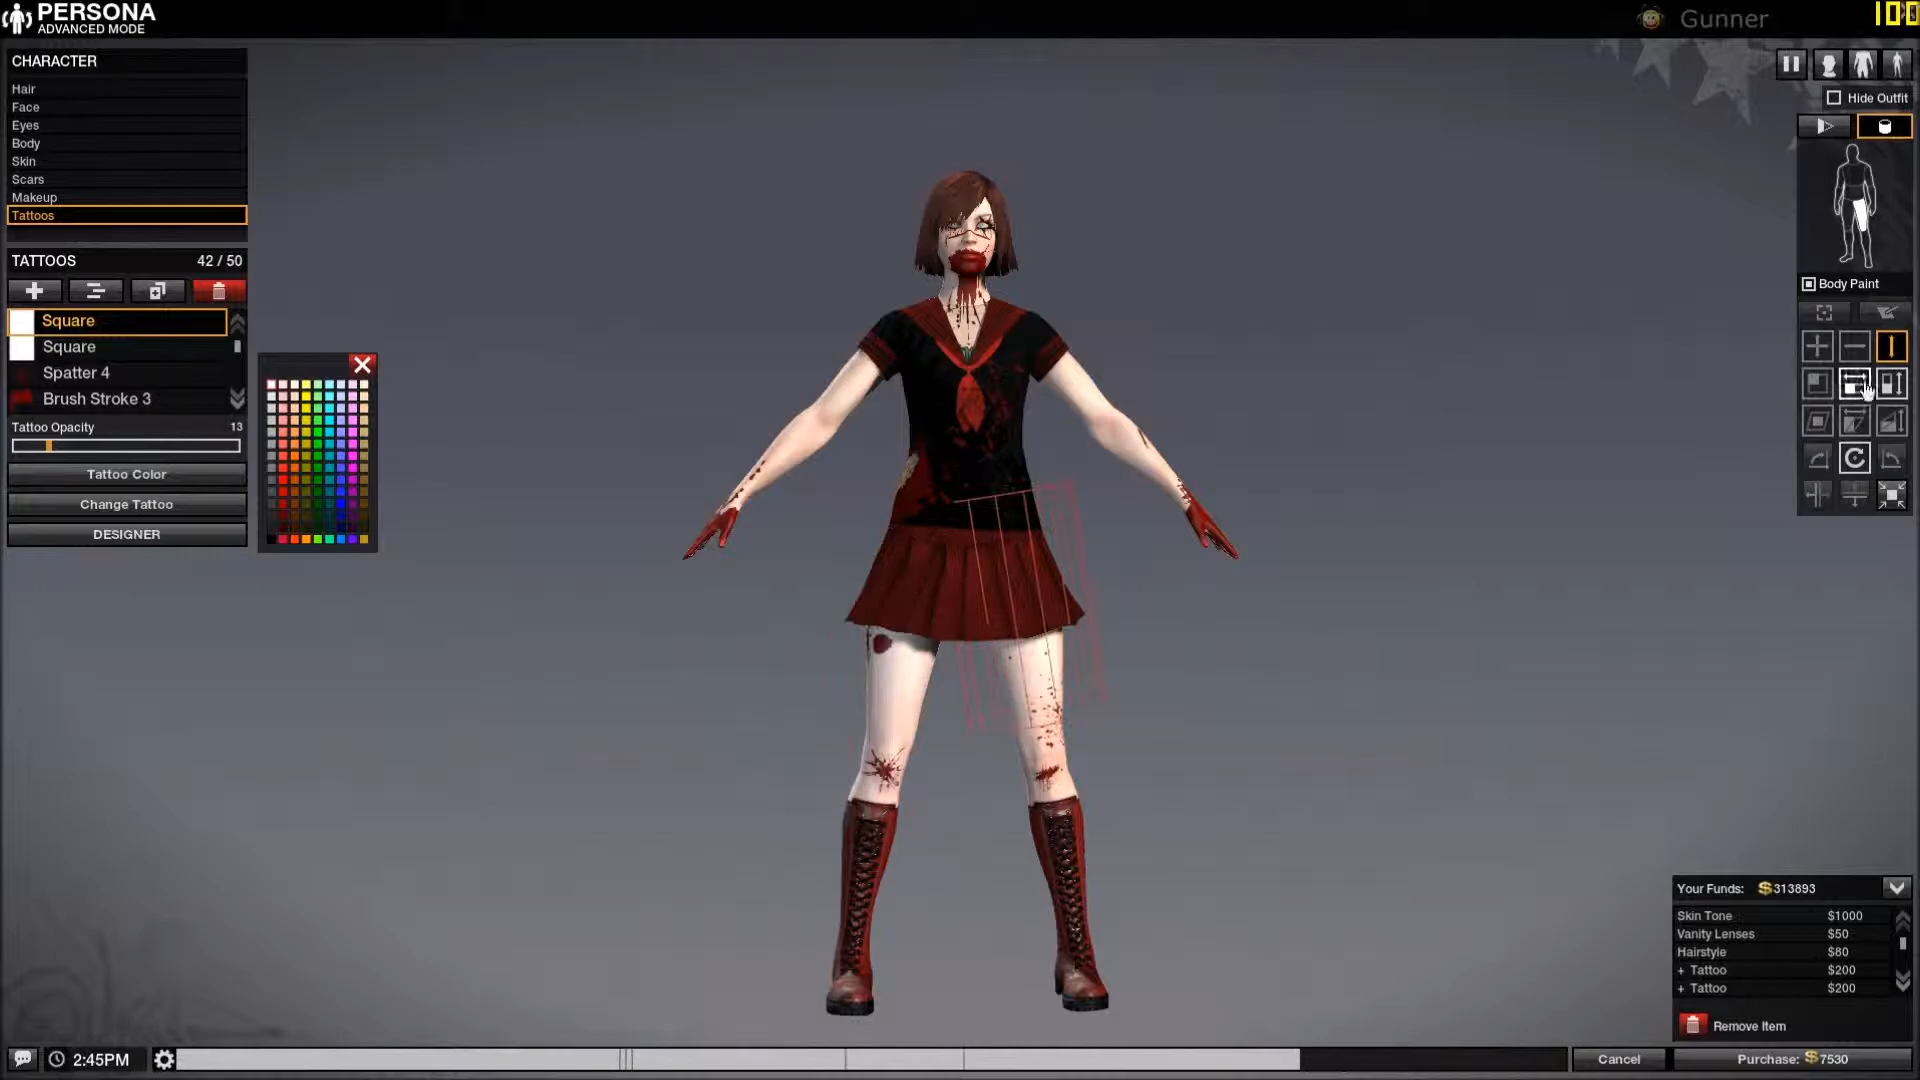 PERSONA
ADVANCED MODE
Gunner
CHARACTER
Hair
Face
Eyes
Body
Skin
Scars
Makeup
Tattoos
TATTOOS 42 / 50
Square
Square
Spatter 4
Brush Stroke 3
Tattoo Opacity 13
Tattoo Color
Change Tattoo
DESIGNER
Hide Outfit
Body Paint
Your Funds: $313893
Skin Tone $1000
Vanity Lenses $50
Hairstyle $80
+ Tattoo $200
+ Tattoo $200
Remove Item
2:45PM
Cancel
Purchase: $7530